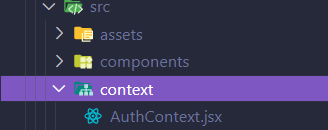 src
assets
components
context
AuthContext.jsx